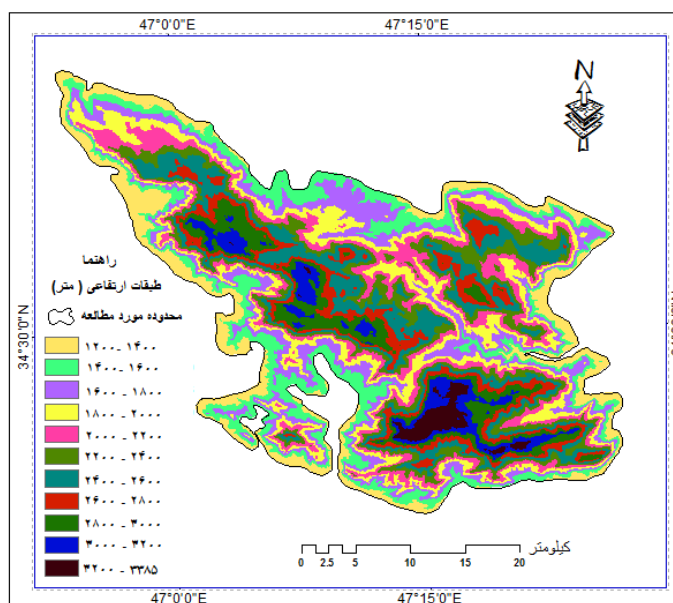 47°0'0"E 47°15'0"E
N
34°30'0"N
راهنما
طبقات ارتفاعی ( متر)
محدوده مورد مطالعه
۱۲۰۰ -۱۴۰۰
۱۴۰۰ -۱۶۰۰
۱۶۰۰ -۱۸۰۰
۱۸۰۰ - ۲۰۰۰
۲۰۰۰ - ۲۲۰۰
۲۲۰۰ - ۲۴۰۰
۲۴۰۰ - ۲۶۰۰
۲۶۰۰ - ۲۸۰۰
۲۸۰۰ - ۳۰۰۰
۳۰۰۰ - ۳۲۰۰
۳۲۰۰ - ۳۳۸۵
کیلومتر
0 2.5 5 10 15 20
47°0'0"E 47°15'0"E